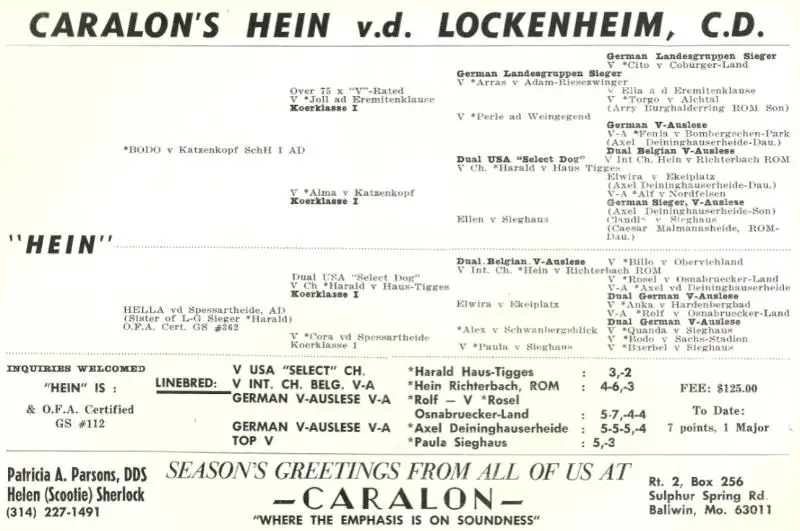 CARALON'S HEIN v.d. LOCKENHEIM, C.D.
German Landesgruppen Sieger
V *Cito v Coburger-Land
German Landesgruppen Sieger
V *Arras v Adam-Riesezwinger
V Ella a d Eremitenklause
Over 75 x "V"-Rated
V *Joll ad Eremitenklause
Koerklasse I
V *Torgo v Aichtal
(Arry Burghalderring ROM Son)
V *Perle ad Weingegend
German V-Auslese
V-A *Fenia v Bombergschen-Park
(Axel Deininghauserheide-Dau.)
*BODO v Katzenkopf SchH I AD
Dual Belgian V-Auslese
Dual USA "Select Dog"
V Int Ch. Hein v Richterbach ROM
V Ch. *Harald v Haus Tigges
Elwira v Ekeiplatz
(Axel Deininghauserheide-Dau.)
V *Alma v Katzenkopf
Koerklasse I
V-A *Alf v Nordfelsen
German Sieger, V-Auslese
(Axel Deininghauserheide-Son)
Ellen v Sieghaus
Claudia v Sieghaus
(Caesar Malmannsheide, ROM-
Dau.)
"HEIN"
Dual Belgian V-Auslese
V *Billo v Oberviehland
V Int. Ch. *Hein v Richterbach ROM
Dual USA "Select Dog"
V Ch *Harald v Haus-Tigges
Koerklasse I
V *Rosel v Osnabruecker-Land
V-A *Axel vd Deininghauserheide
Dual German V-Auslese
Elwira v Ekeiplatz
V *Anka v Hardenbergbad
HELLA vd Spessartheide, AD
(Sister of L-G Sieger *Harald)
O.F.A. Cert. GS #362
V-A *Rolf v Osnabruecker-Land
Dual German V-Auslese
*Alex v Schwanbergsblick
V *Quanda v Sieghaus
V *Cora vd Spessartheide
Koerklasse I
V *Bodo v Sachs-Stadion
V *Paula v Sieghaus
V *Baerbel v Sieghaus
INQUIRIES WELCOMED
"HEIN" IS :
& O.F.A. Certified
GS #112
LINEBRED:
V USA "SELECT" CH. *Harald Haus-Tigges : 3,-2
V INT. CH. BELG. V-A *Hein Richterbach, ROM : 4-6,-3
GERMAN V-AUSLESE V-A *Rolf — V *Rosel
Osnabruecker-Land : 5-7,-4-4
GERMAN V-AUSLESE V-A *Axel Deininghauserheide : 5-5-5,-4
TOP V *Paula Sieghaus : 5,-3
FEE: $125.00
To Date:
7 points, 1 Major
Patricia A. Parsons, DDS
Helen (Scootie) Sherlock
(314) 227-1491
SEASON'S GREETINGS FROM ALL OF US AT
—CARALON—
"WHERE THE EMPHASIS IS ON SOUNDNESS"
Rt. 2, Box 256
Sulphur Spring Rd.
Ballwin, Mo. 63011